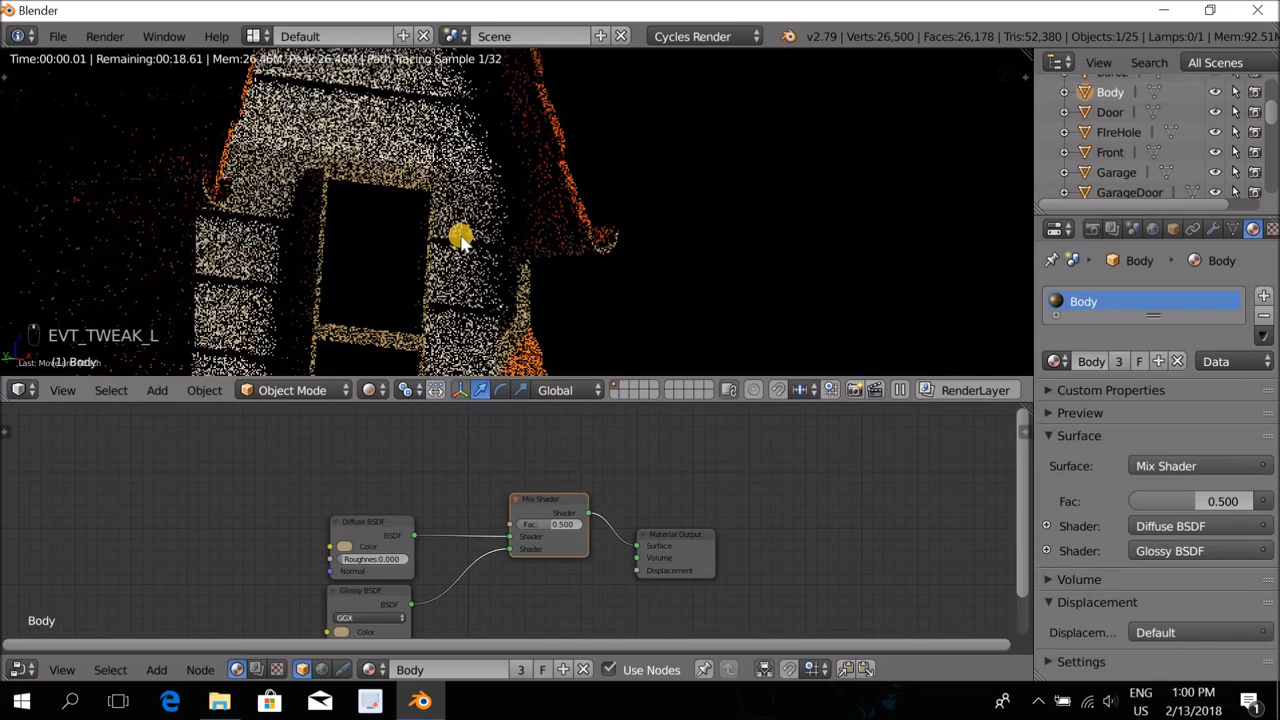 Blender
File Render Window Help Default Scene Cycles Render v2.79 | Verts:26,500 | Faces:26,178 | Tris:52,380 | Objects:1/25 | Lamps:0/1 | Mem:92.51M
Time:00:00.01 | Remaining:00:18.61 | Mem:26.46M, Peak:26.46M | Path Tracing Sample 1/32
View Search All Scenes
Body
Door
FIreHole
Front
Garage
GarageDoor
Body Body
Body
EVT_TWEAK_L
(1) Body
Body 3 F Data
View Select Add Object Object Mode Global RenderLayer
Custom Properties
Preview
Surface
Surface: Mix Shader
Fac: 0.500
Shader: Diffuse BSDF
Shader: Glossy BSDF
Volume
Displacement
Displacem... Default
Settings
Mix Shader
Shader
Fac: 0.500
Shader
Shader
Diffuse BSDF
BSDF
Color
Roughness:0.000
Normal
Glossy BSDF
BSDF
GGX
Color
Material Output
Surface
Volume
Displacement
Body
View Select Add Node Body 3 F Use Nodes
ENG
US
1:00 PM
2/13/2018
1